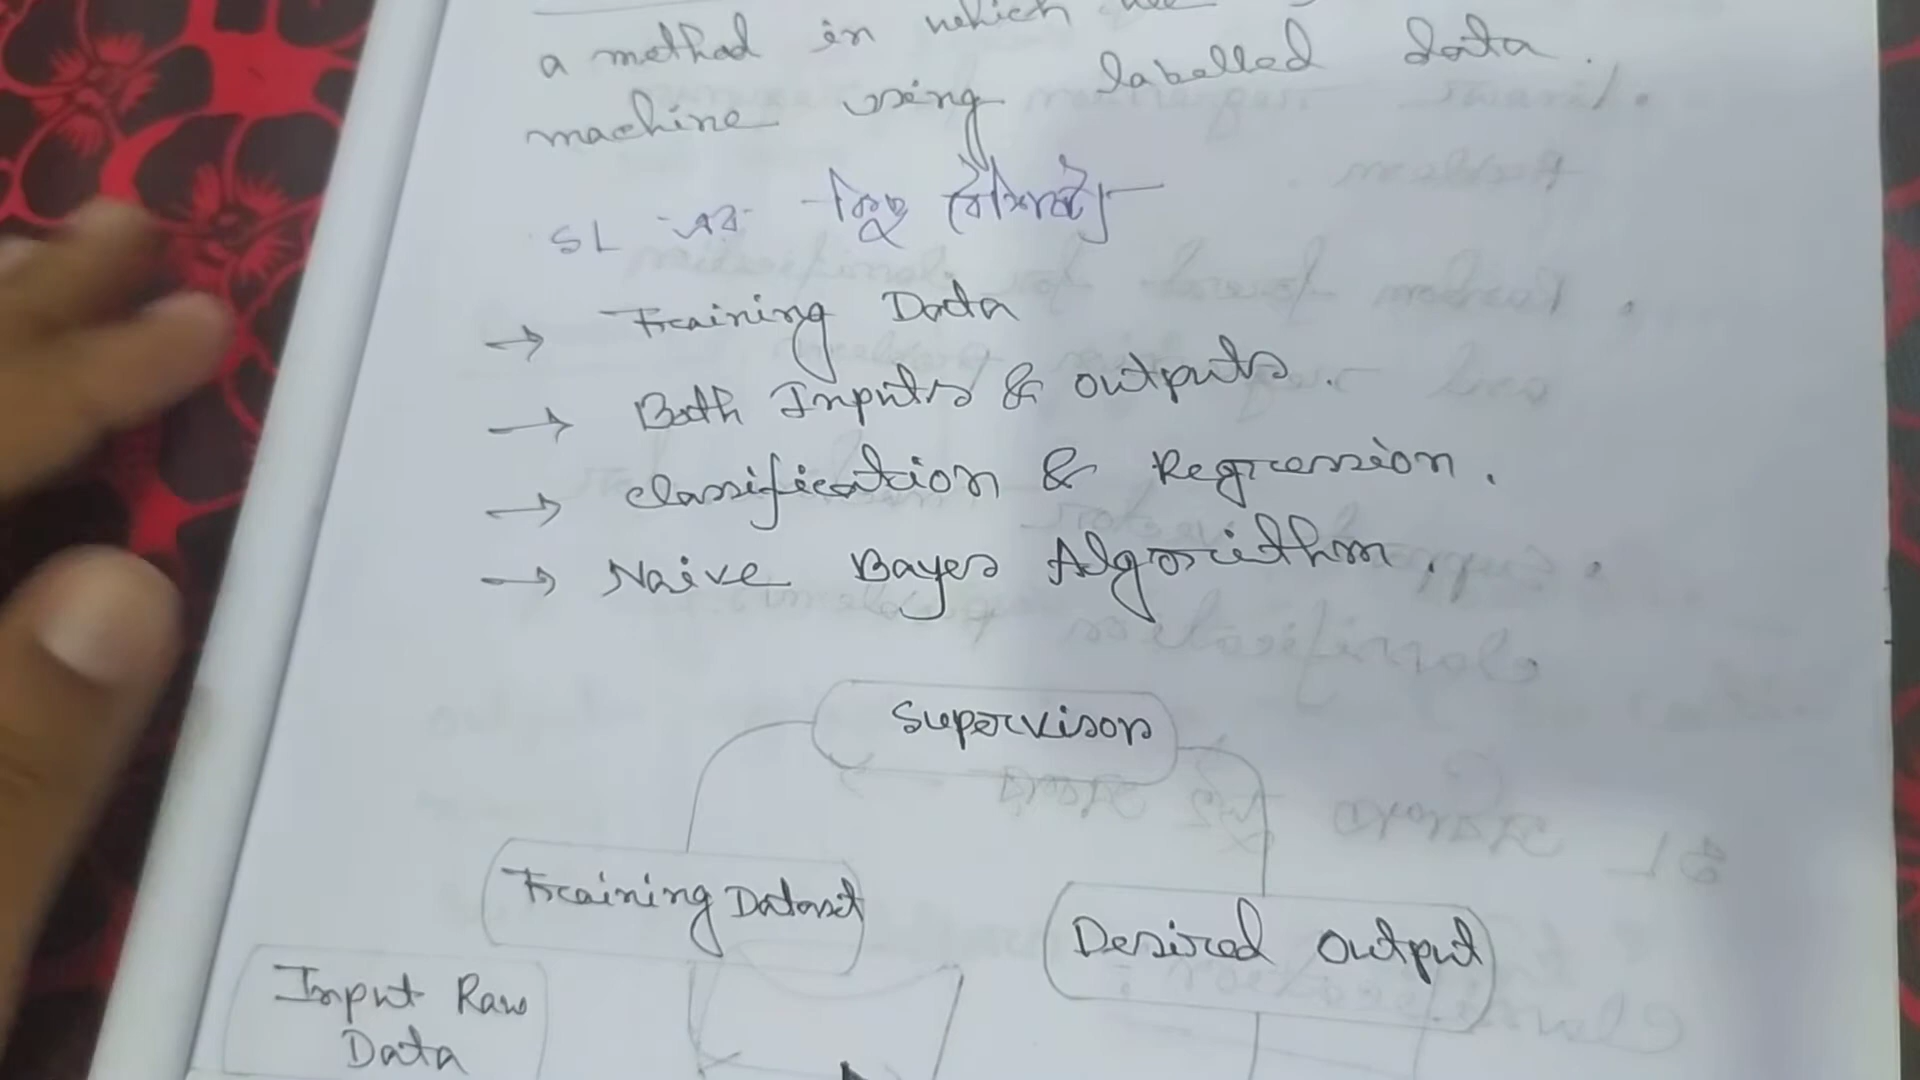 a method in which
machine using labelled data.
SL এর কিছু বৈশিষ্ট্য
→ Training Data
→ Both Inputs & outputs.
→ classification & Regression.
→ Naive Bayes Algorithm.
Supervisor
Training Dataset
Desired output
Input Raw
Data